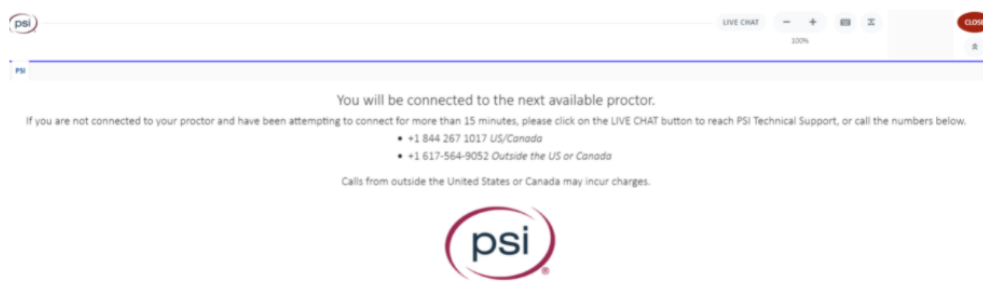 psi
LIVE CHAT
100%
CLOSE
PSI
You will be connected to the next available proctor.
If you are not connected to your proctor and have been attempting to connect for more than 15 minutes, please click on the LIVE CHAT button to reach PSI Technical Support, or call the numbers below.
• +1 844 267 1017 US/Canada
• +1 617-564-9052 Outside the US or Canada
Calls from outside the United States or Canada may incur charges.
psi®